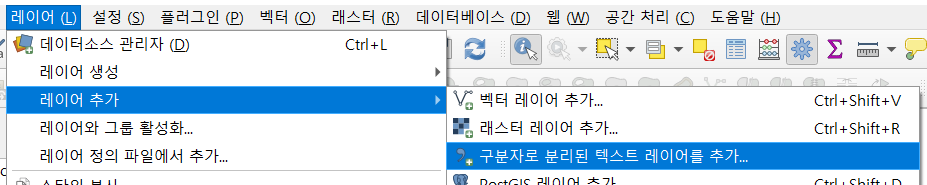 레이어 (L) 설정 (S) 플러그인 (P) 벡터 (O) 래스터 (R) 데이터베이스 (D) 웹 (W) 공간 처리 (C) 도움말 (H)
데이터소스 관리자 (D) Ctrl+L
레이어 생성
레이어 추가
벡터 레이어 추가... Ctrl+Shift+V
레이어와 그룹 활성화...
래스터 레이어 추가... Ctrl+Shift+R
레이어 정의 파일에서 추가...
구분자로 분리된 텍스트 레이어를 추가...
PostGIS 레이어 추가 Ctrl+Shift+D